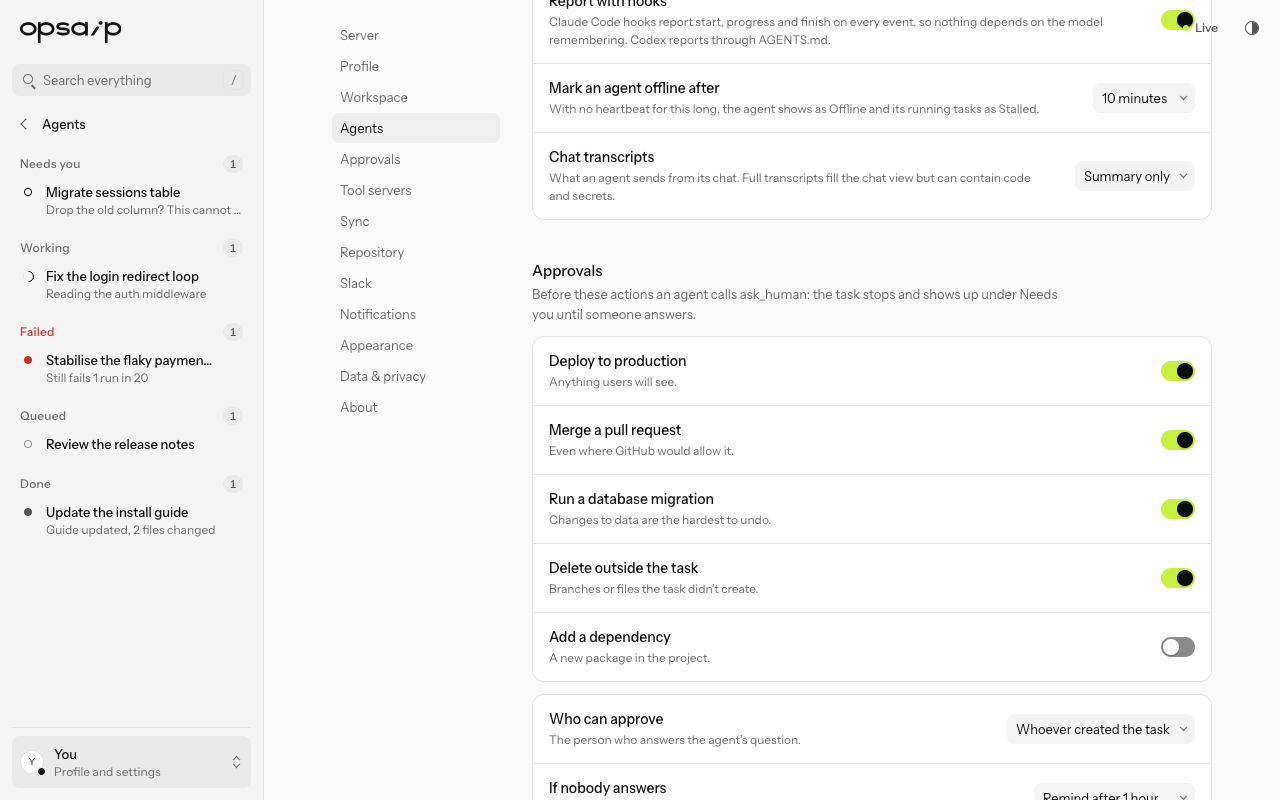 opsa/p
Search everything
/
Agents
Needs you
1
Migrate sessions table
Drop the old column? This cannot ...
Working
1
Fix the login redirect loop
Reading the auth middleware
Failed
1
Stabilise the flaky paymen...
Still fails 1 run in 20
Queued
1
Review the release notes
Done
1
Update the install guide
Guide updated, 2 files changed
Y
You
Profile and settings
Server
Profile
Workspace
Agents
Approvals
Tool servers
Sync
Repository
Slack
Notifications
Appearance
Data & privacy
About
Live
Report with hooks
Claude Code hooks report start, progress and finish on every event, so nothing depends on the model
remembering. Codex reports through AGENTS.md.
Mark an agent offline after
With no heartbeat for this long, the agent shows as Offline and its running tasks as Stalled.
10 minutes
Chat transcripts
What an agent sends from its chat. Full transcripts fill the chat view but can contain code
and secrets.
Summary only
Approvals
Before these actions an agent calls ask_human: the task stops and shows up under Needs
you until someone answers.
Deploy to production
Anything users will see.
Merge a pull request
Even where GitHub would allow it.
Run a database migration
Changes to data are the hardest to undo.
Delete outside the task
Branches or files the task didn't create.
Add a dependency
A new package in the project.
Who can approve
The person who answers the agent's question.
Whoever created the task
If nobody answers
Remind after 1 hour